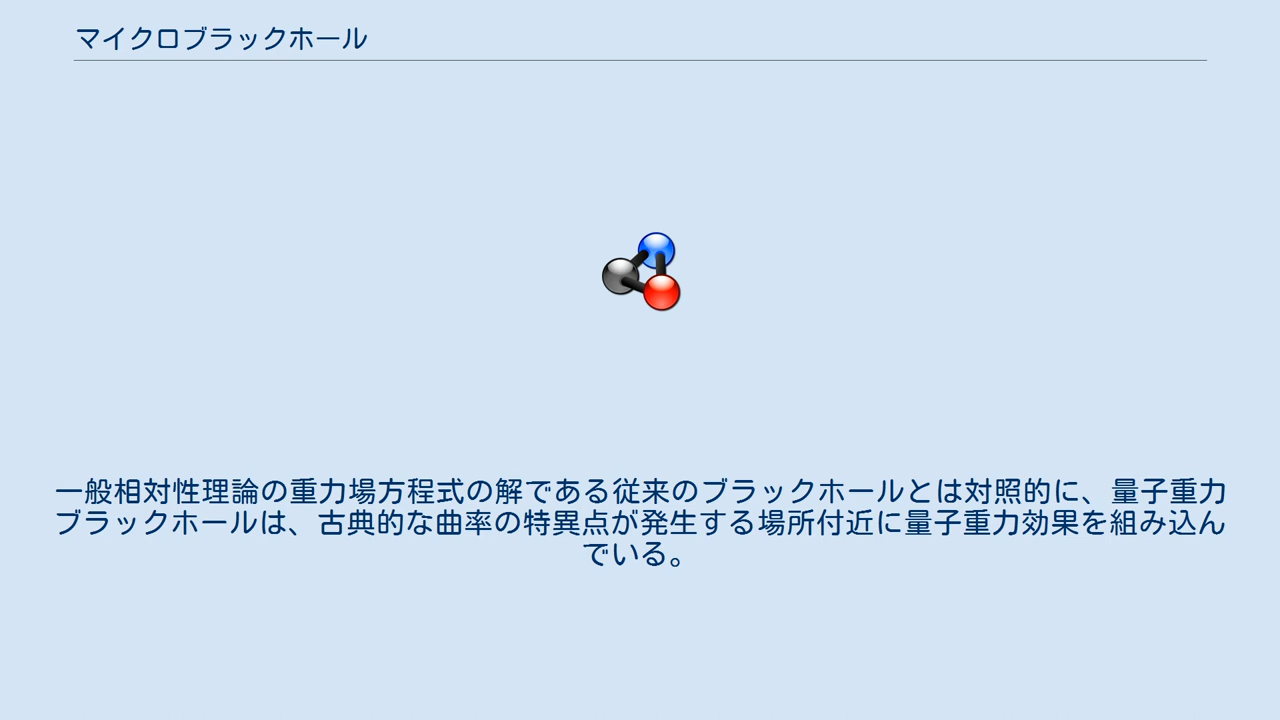 マイクロブラックホール
一般相対性理論の重力場方程式の解である従来のブラックホールとは対照的に、量子重力
ブラックホールは、古典的な曲率の特異点が発生する場所付近に量子重力効果を組み込ん
でいる。